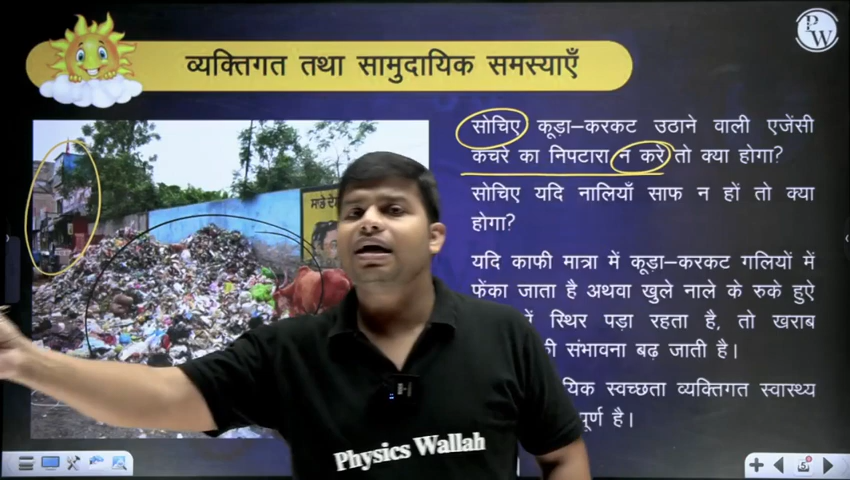 व्यक्तिगत तथा सामुदायिक समस्याएँ
P
W
सोचिए कूड़ा–करकट उठाने वाली एजेंसी
कचरे का निपटारा न करे तो क्या होगा?
सोचिए यदि नालियाँ साफ न हों तो क्या
होगा?
यदि काफी मात्रा में कूड़ा–करकट गलियों में
फेंका जाता है अथवा खुले नाले के रुके हुऐ
में स्थिर पड़ा रहता है, तो खराब
की संभावना बढ़ जाती है।
यिक स्वच्छता व्यक्तिगत स्वास्थ्य
पूर्ण है।
Physics Wallah
H